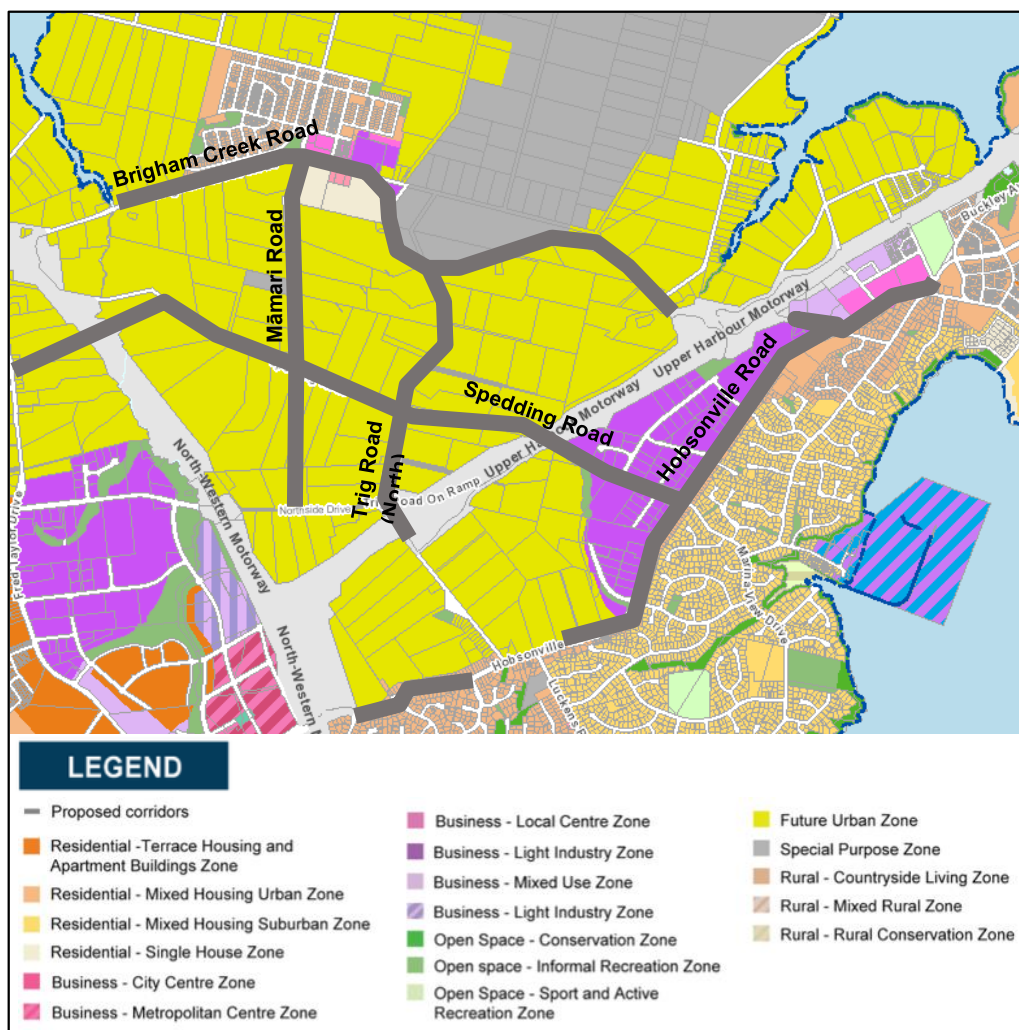 Brigham Creek Road
Māmari Road
Buckley Av
Upper Harbour Motorway
Upper Harbour Motorway
Spedding Road
Hobsonville Road
Trig Road
(North)
Road On Ramp
Northside Drive
North-Western Motorway
Fred Taylor Drive
North-Western M
Hobsonville
Luckens R
Marina View Drive
LEGEND
Proposed corridors
Residential -Terrace Housing and
Apartment Buildings Zone
Residential - Mixed Housing Urban Zone
Residential - Mixed Housing Suburban Zone
Residential - Single House Zone
Business - City Centre Zone
Business - Metropolitan Centre Zone
Business - Local Centre Zone
Business - Light Industry Zone
Business - Mixed Use Zone
Business - Light Industry Zone
Open Space - Conservation Zone
Open space - Informal Recreation Zone
Open Space - Sport and Active
Recreation Zone
Future Urban Zone
Special Purpose Zone
Rural - Countryside Living Zone
Rural - Mixed Rural Zone
Rural - Rural Conservation Zone